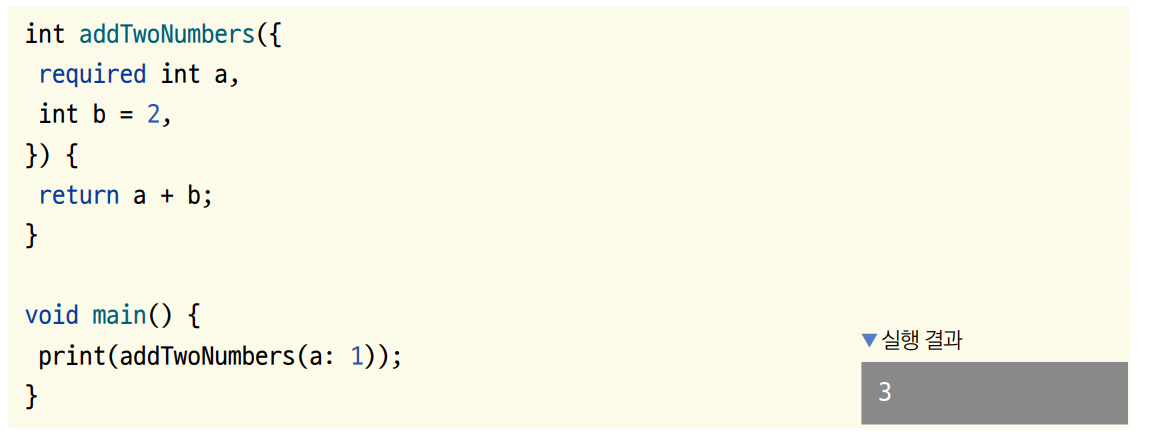 int addTwoNumbers({
 required int a,
 int b = 2,
}) {
 return a + b;
}
void main() {
 print(addTwoNumbers(a: 1));
}
▼실행 결과
3